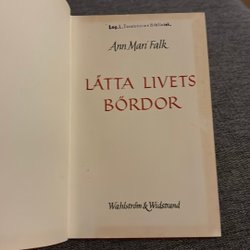 Ann Mari Falk
LÄTTA LIVETS
BÖRDOR
Wahlström & Widstrand